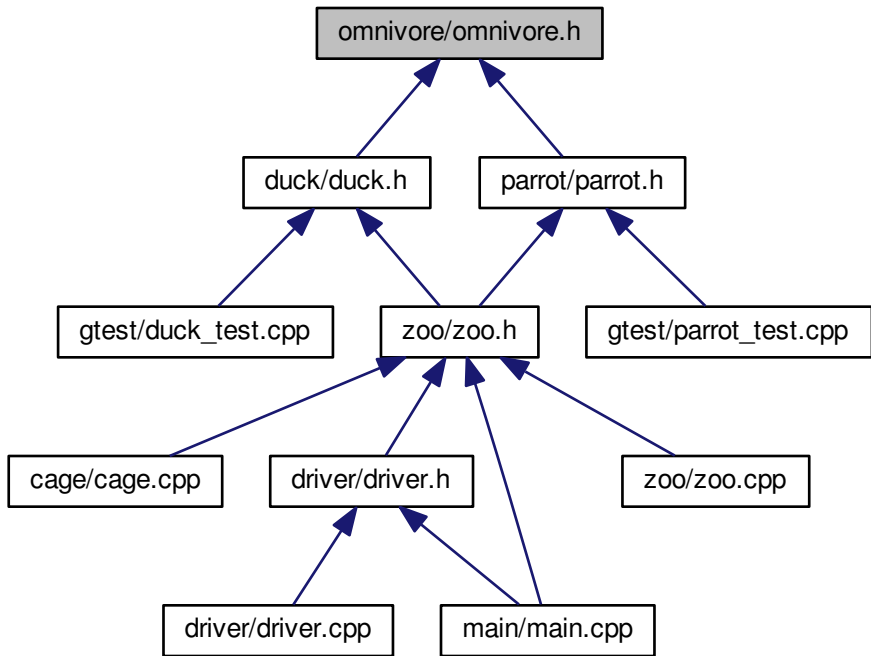 omnivore/omnivore.h
duck/duck.h
parrot/parrot.h
gtest/duck_test.cpp
zoo/zoo.h
gtest/parrot_test.cpp
cage/cage.cpp
driver/driver.h
zoo/zoo.cpp
driver/driver.cpp
main/main.cpp